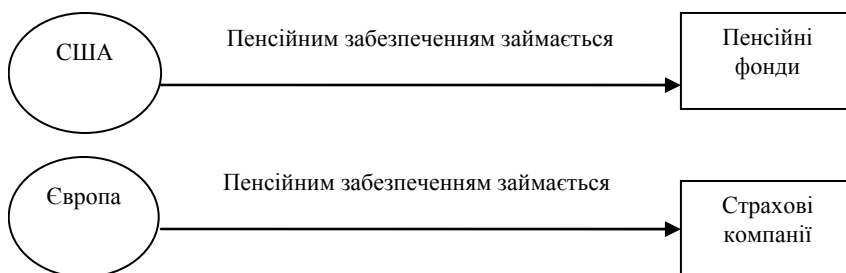 США
Пенсійним забезпеченням займається
Пенсійні
фонди
Європа
Пенсійним забезпеченням займається
Страхові
компанії